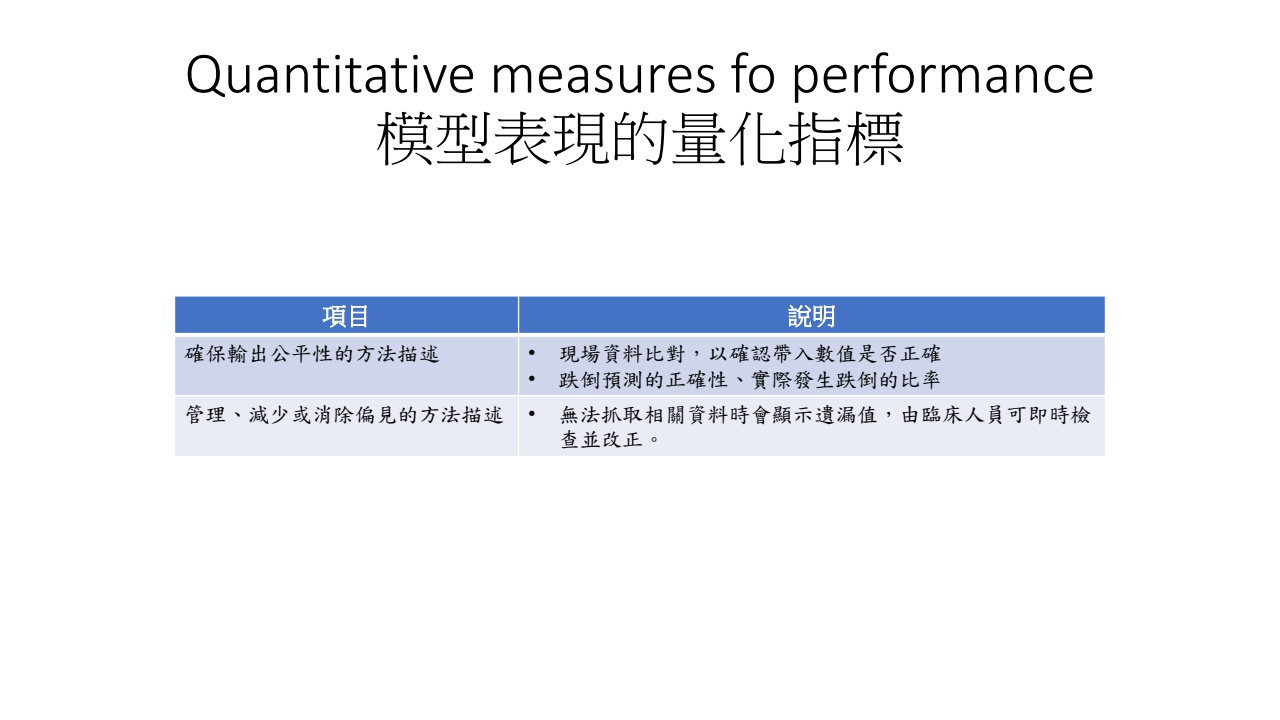 Quantitative measures fo performance
模型表現的量化指標
項目
說明
確保輸出公平性的方法描述
• 現場資料比對，以確認帶入數值是否正確
• 跌倒預測的正確性、實際發生跌倒的比率
管理、減少或消除偏見的方法描述
• 無法抓取相關資料時會顯示遺漏值，由臨床人員可即時檢
查並改正。